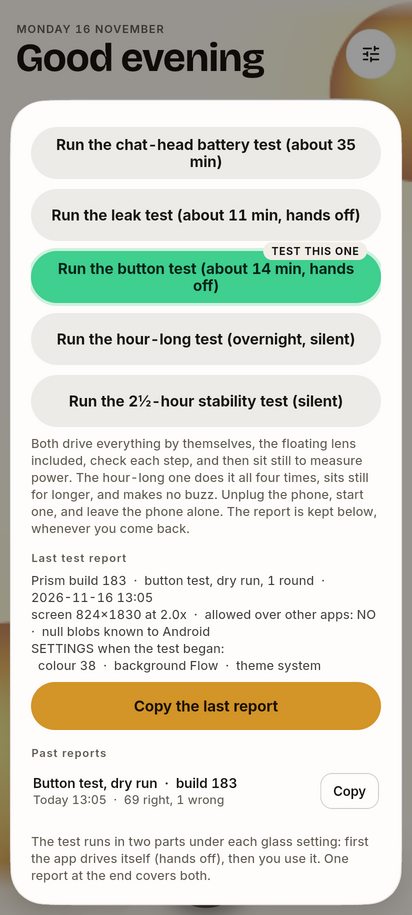 MONDAY 16 NOVEMBER
Good evening
Run the chat-head battery test (about 35
min)
Run the leak test (about 11 min, hands off)
TEST THIS ONE
Run the button test (about 14 min, hands
off)
Run the hour-long test (overnight, silent)
Run the 2½-hour stability test (silent)
Both drive everything by themselves, the floating lens
included, check each step, and then sit still to measure
power. The hour-long one does it all four times, sits still
for longer, and makes no buzz. Unplug the phone, start
one, and leave the phone alone. The report is kept below,
whenever you come back.
Last test report
Prism build 183 · button test, dry run, 1 round ·
2026-11-16 13:05
screen 824×1830 at 2.0x · allowed over other apps: NO
· null blobs known to Android
SETTINGS when the test began:
colour 38 · background Flow · theme system
Copy the last report
Past reports
Button test, dry run · build 183
Today 13:05 · 69 right, 1 wrong
Copy
The test runs in two parts under each glass setting: first
the app drives itself (hands off), then you use it. One
report at the end covers both.